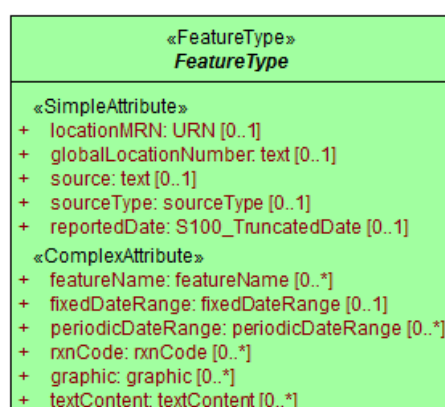 «FeatureType»
FeatureType
«SimpleAttribute»
+ locationMRN: URN [0..1]
+ globalLocationNumber: text [0..1]
+ source: text [0..1]
+ sourceType: sourceType [0..1]
+ reportedDate: S100_TruncatedDate [0..1]
«ComplexAttribute»
+ featureName: featureName [0..*]
+ fixedDateRange: fixedDateRange [0..1]
+ periodicDateRange: periodicDateRange [0..*]
+ rxnCode: rxnCode [0..*]
+ graphic: graphic [0..*]
+ textContent: textContent [0..*]